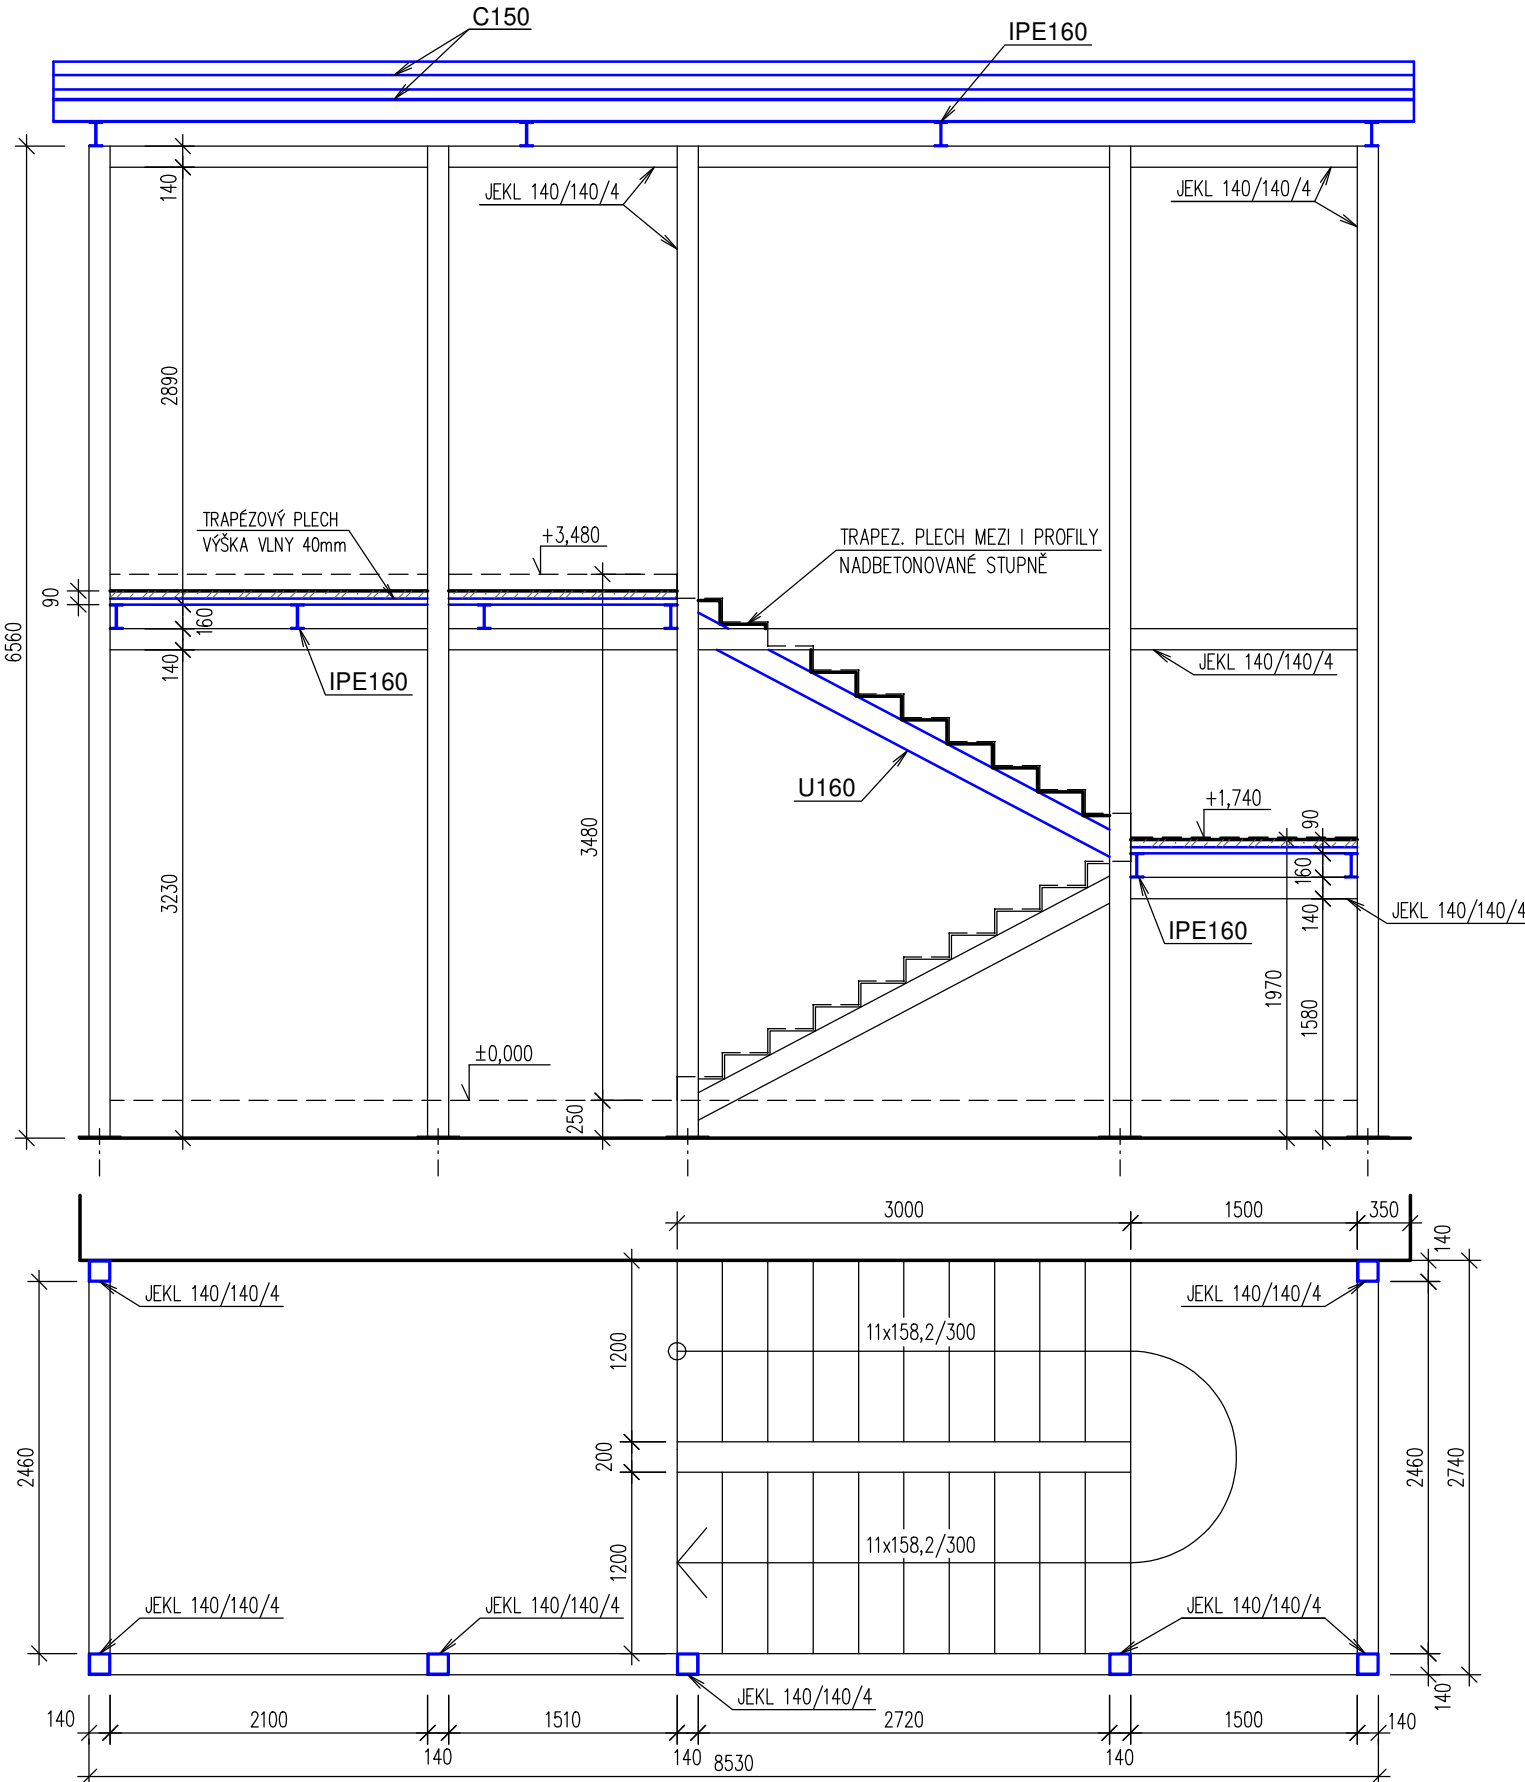 C150
IPE160
140
JEKL 140/140/4
JEKL 140/140/4
2890
6560
TRAPÉZOVÝ PLECH
VÝŠKA VLNY 40mm
+3,480
TRAPEZ. PLECH MEZI I PROFILY
NADBETONOVANÉ STUPNĚ
90
160
140
IPE160
JEKL 140/140/4
U160
+1,740
90
3480
160
3230
140
JEKL 140/140/4
IPE160
1970
1580
±0,000
250
3000
1500
350
140
JEKL 140/140/4
JEKL 140/140/4
11x158,2/300
1200
2460
200
2460
2740
11x158,2/300
1200
JEKL 140/140/4
JEKL 140/140/4
JEKL 140/140/4
JEKL 140/140/4
140
140
2100
1510
2720
1500
140
140
140
140
8530